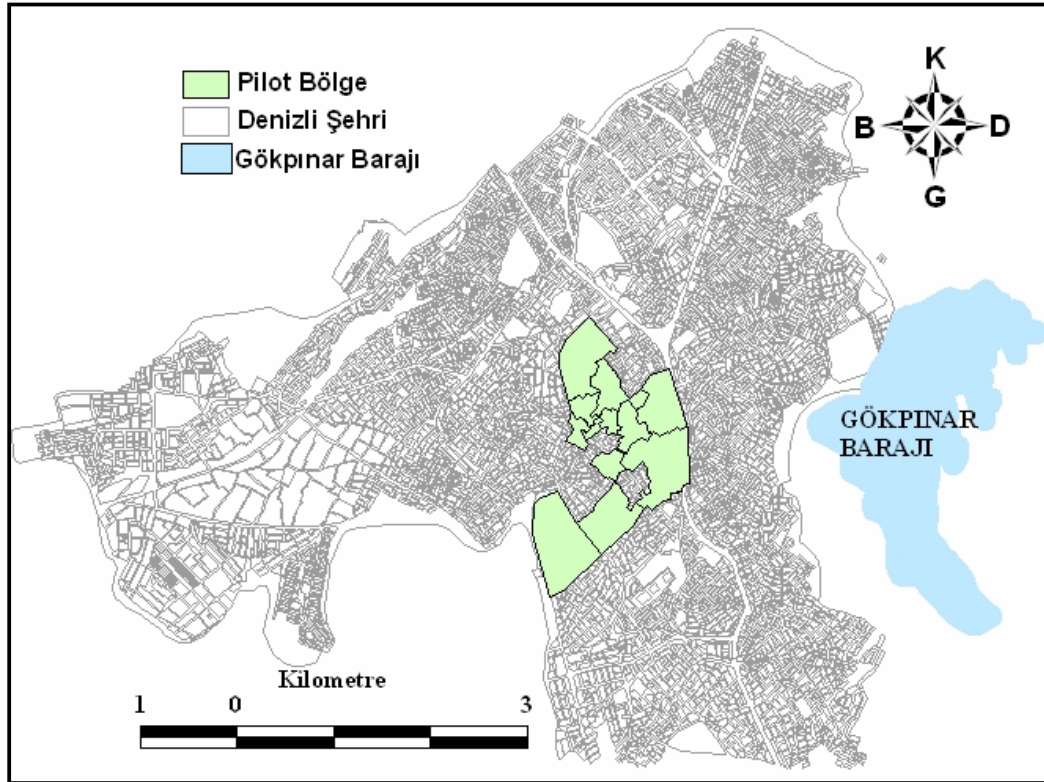 Pilot Bölge
Denizli Şehri
Gökpınar Barajı
K
B
D
G
GÖKPINAR
BARAJI
Kilometre
1 0 3